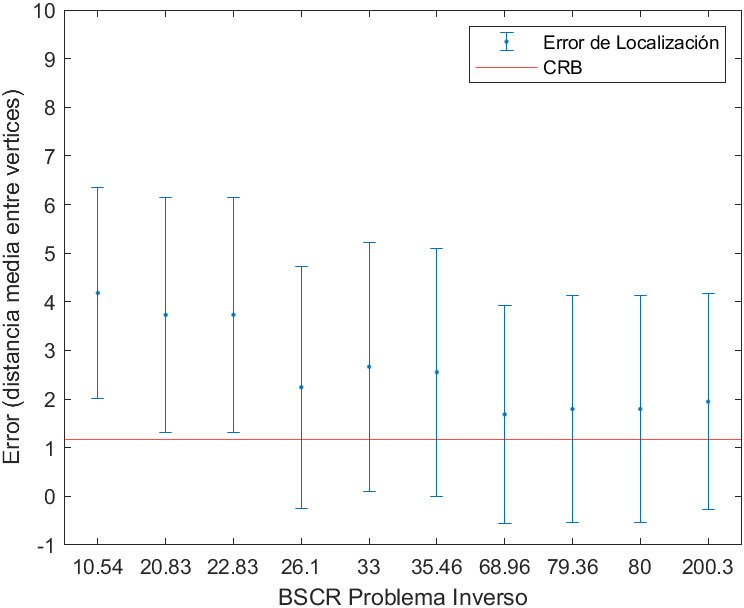 10
9
8
7
6
5
4
3
2
1
0
-1
Error (distancia media entre vertices)
Error de Localización
CRB
10.54 20.83 22.83 26.1 33 35.46 68.96 79.36 80 200.3
BSCR Problema Inverso